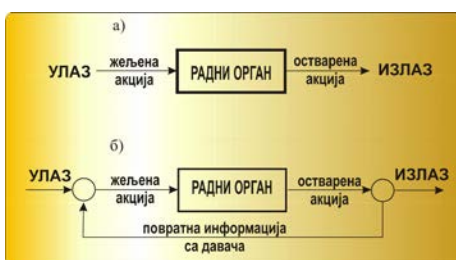 а)
УЛАЗ жељена акција РАДНИ ОРГАН остварена акција ИЗЛАЗ
б)
УЛАЗ жељена акција РАДНИ ОРГАН остварена акција ИЗЛАЗ
повратна информација
са давача